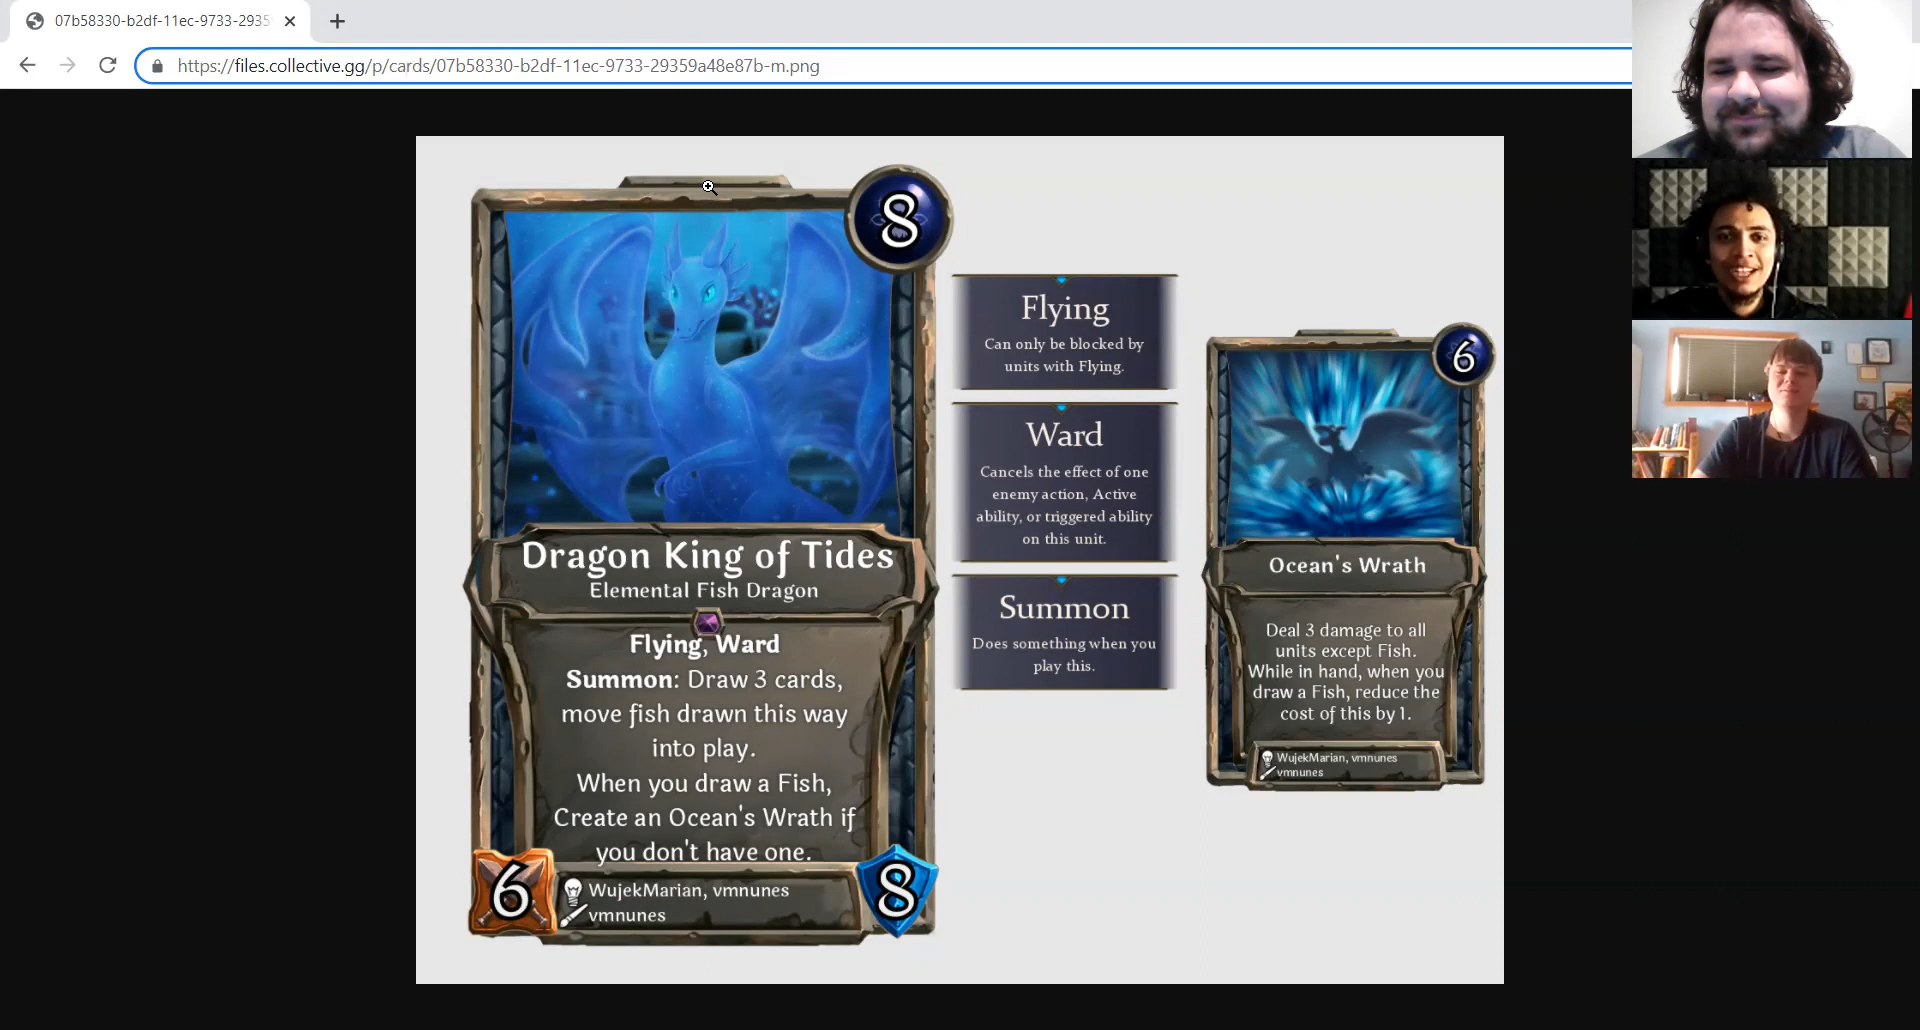 07b58330-b2df-11ec-9733-2935
https://files.collective.gg/p/cards/07b58330-b2df-11ec-9733-29359a48e87b-m.png
8
Dragon King of Tides
Elemental Fish Dragon
Flying, Ward
Summon: Draw 3 cards,
move fish drawn this way
into play.
When you draw a Fish,
Create an Ocean's Wrath if
you don't have one.
6
WujekMarian, vmnunes
vmnunes
8
Flying
Can only be blocked by
units with Flying.
Ward
Cancels the effect of one
enemy action, Active
ability, or triggered ability
on this unit.
Summon
Does something when you
play this.
6
Ocean's Wrath
Deal 3 damage to all
units except Fish.
While in hand, when you
draw a Fish, reduce the
cost of this by 1.
WujekMarian, vmnunes
vmnunes